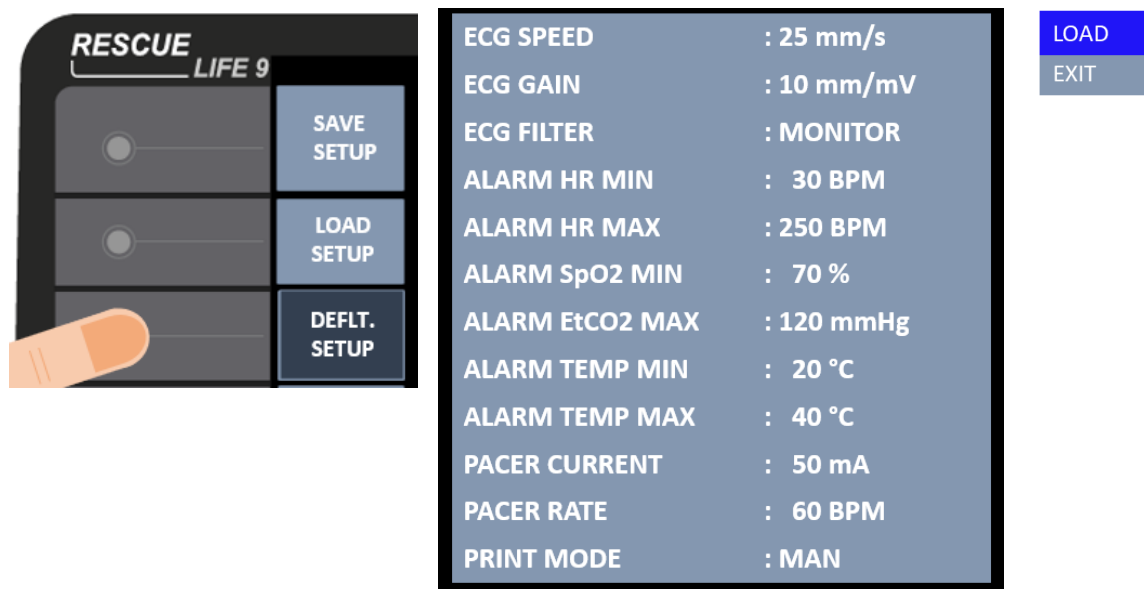 RESCUE
LIFE 9
SAVE
SETUP
LOAD
SETUP
DEFLT.
SETUP
ECG SPEED : 25 mm/s
ECG GAIN : 10 mm/mV
ECG FILTER : MONITOR
ALARM HR MIN : 30 BPM
ALARM HR MAX : 250 BPM
ALARM SpO2 MIN : 70 %
ALARM EtCO2 MAX : 120 mmHg
ALARM TEMP MIN : 20 °C
ALARM TEMP MAX : 40 °C
PACER CURRENT : 50 mA
PACER RATE : 60 BPM
PRINT MODE : MAN
LOAD
EXIT